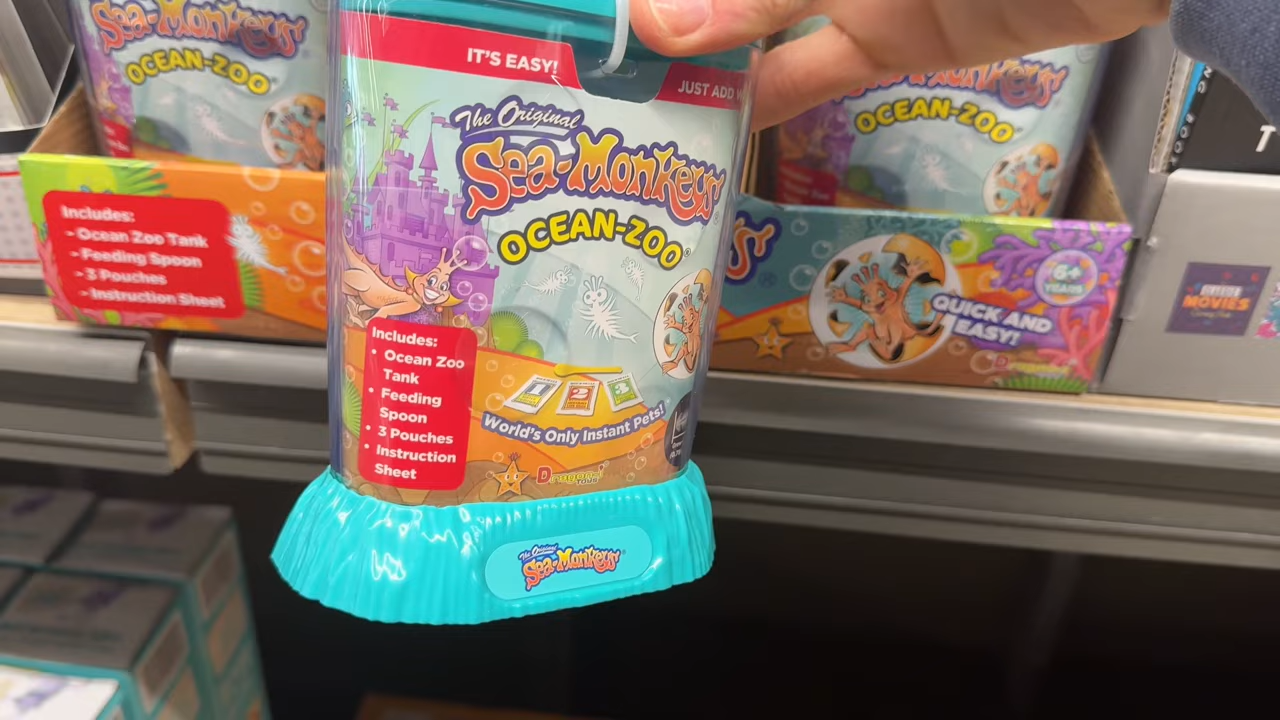 Sea-Monkeys
OCEAN-ZOO
Includes:
- Ocean Zoo Tank
- Feeding Spoon
- 3 Pouches
- Instruction Sheet
IT'S EASY!
JUST ADD
The Original
Sea-Monkeys®
OCEAN-ZOO®
Includes:
• Ocean Zoo
Tank
• Feeding
Spoon
• 3 Pouches
• Instruction
Sheet
1
2
3
World's Only Instant Pets!
Dragon
The Original
Sea-Monkeys®
Sea-Monkeys
OCEAN-ZOO
6+
YEARS
QUICK AND
EASY!
MOVIES